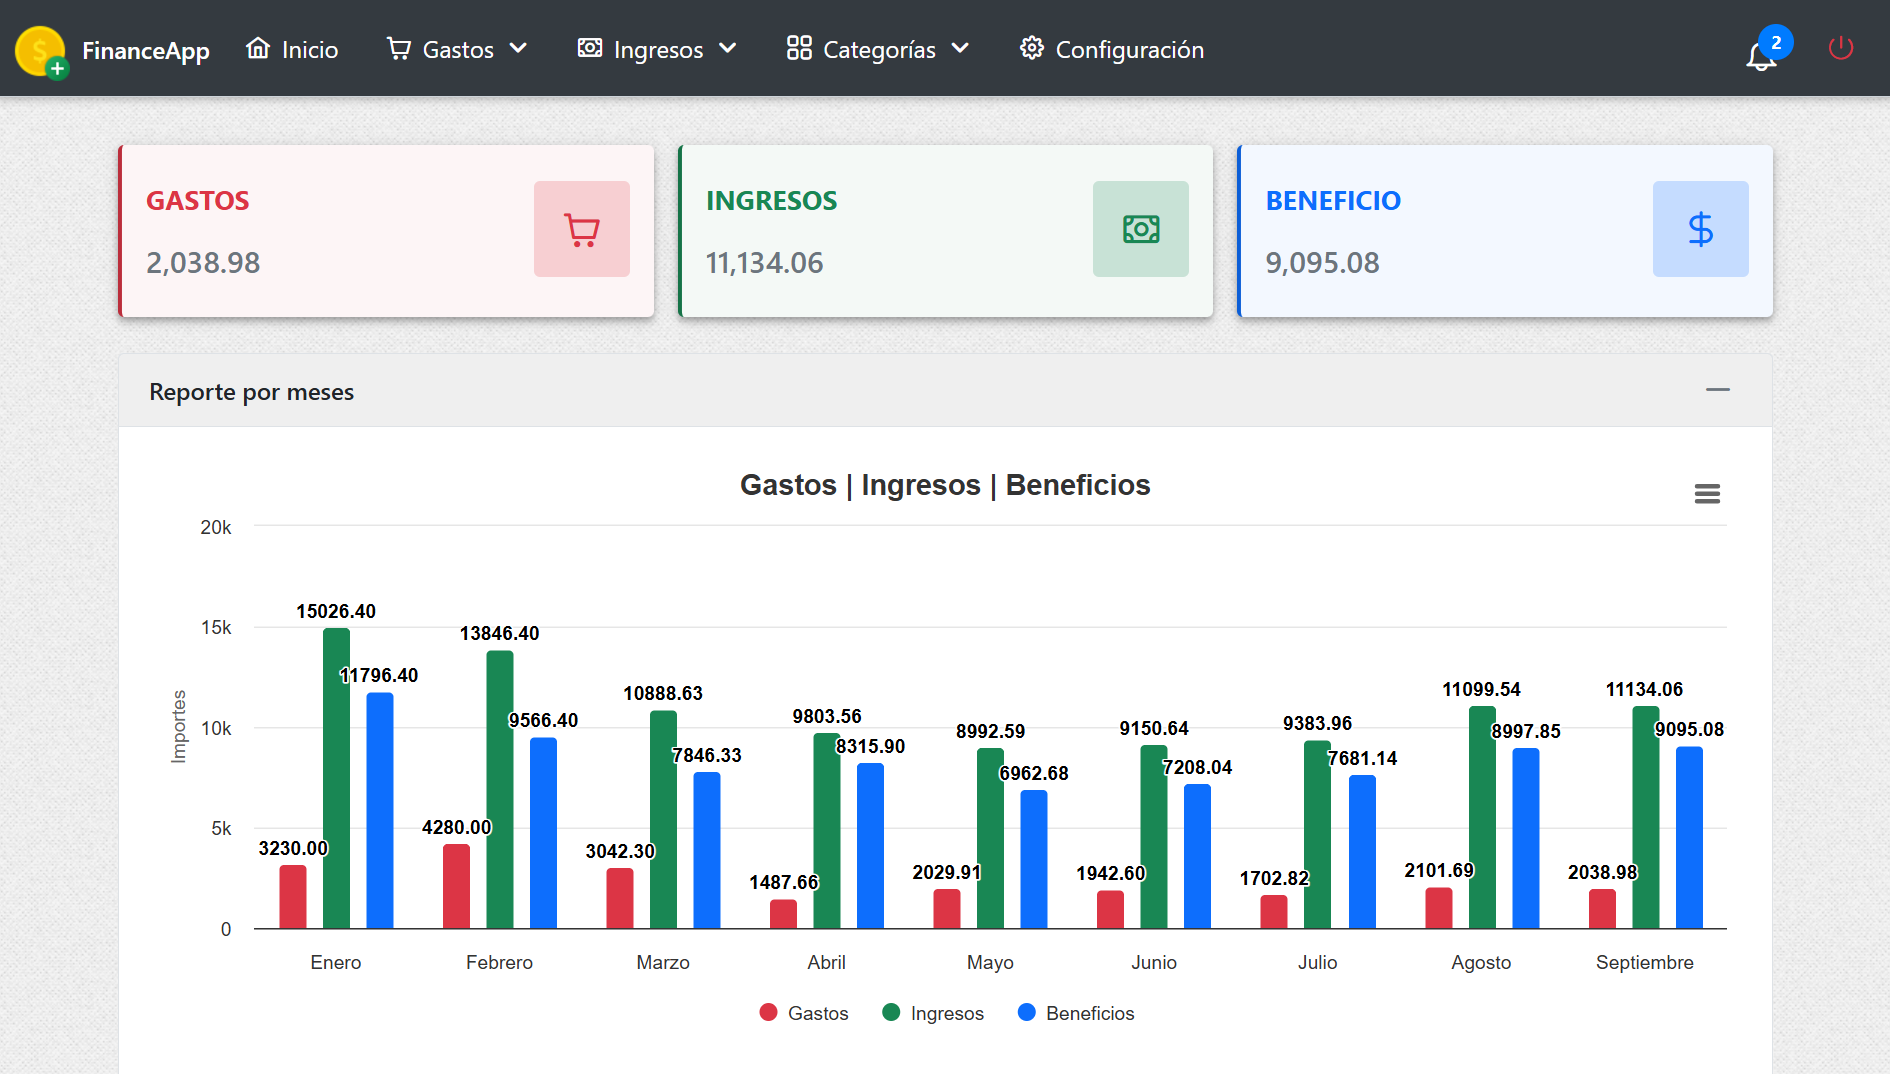 FinanceApp Inicio Gastos Ingresos Categorías Configuración 2
GASTOS
2,038.98
INGRESOS
11,134.06
BENEFICIO
9,095.08
Reporte por meses
Gastos | Ingresos | Beneficios
Importes
20k
15k
10k
5k
0
3230.00 15026.40 11796.40
4280.00 13846.40 9566.40
3042.30 10888.63 7846.33
1487.66 9803.56 8315.90
2029.91 8992.59 6962.68
1942.60 9150.64 7208.04
1702.82 9383.96 7681.14
2101.69 11099.54 8997.85
2038.98 11134.06 9095.08
Enero Febrero Marzo Abril Mayo Junio Julio Agosto Septiembre
Gastos Ingresos Beneficios